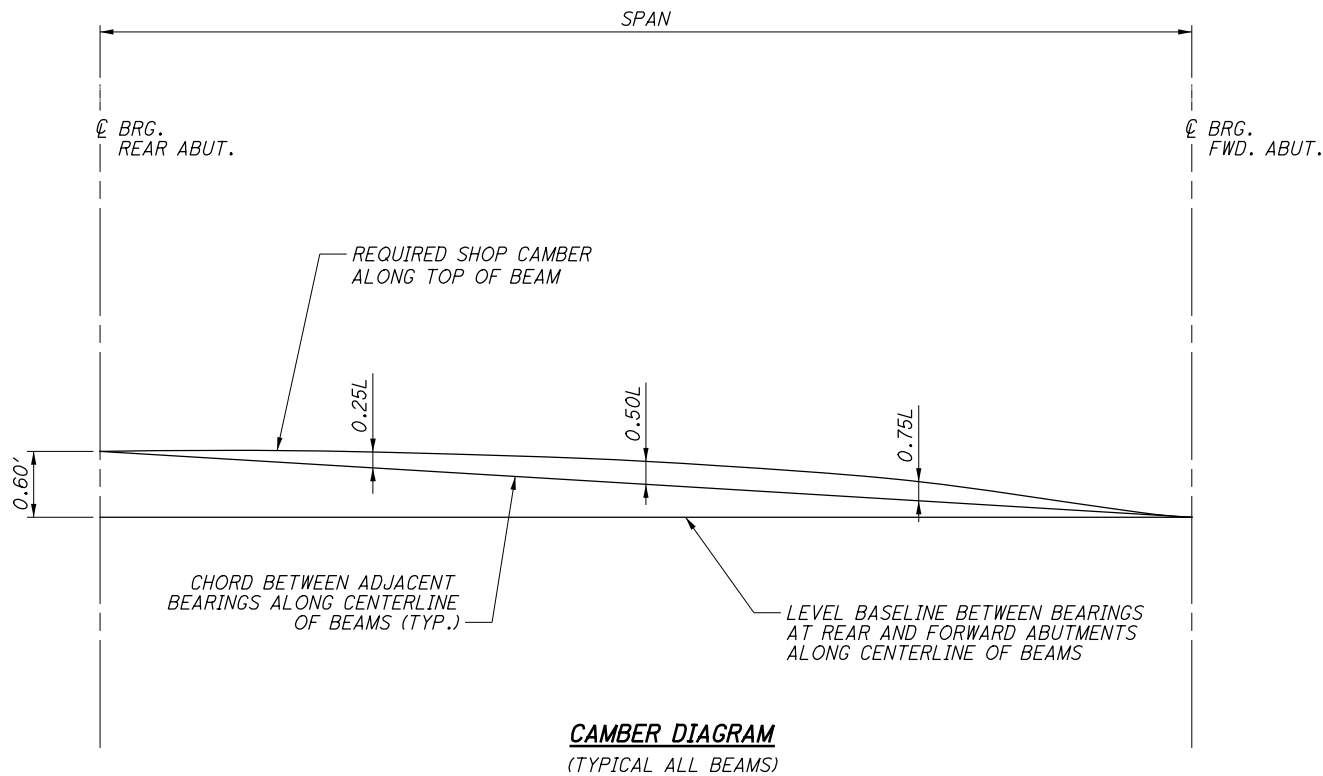 SPAN
℄ BRG.
REAR ABUT.
℄ BRG.
FWD. ABUT.
REQUIRED SHOP CAMBER
ALONG TOP OF BEAM
0.25L
0.50L
0.75L
0.60'
CHORD BETWEEN ADJACENT
BEARINGS ALONG CENTERLINE
OF BEAMS (TYP.)
LEVEL BASELINE BETWEEN BEARINGS
AT REAR AND FORWARD ABUTMENTS
ALONG CENTERLINE OF BEAMS
CAMBER DIAGRAM
(TYPICAL ALL BEAMS)